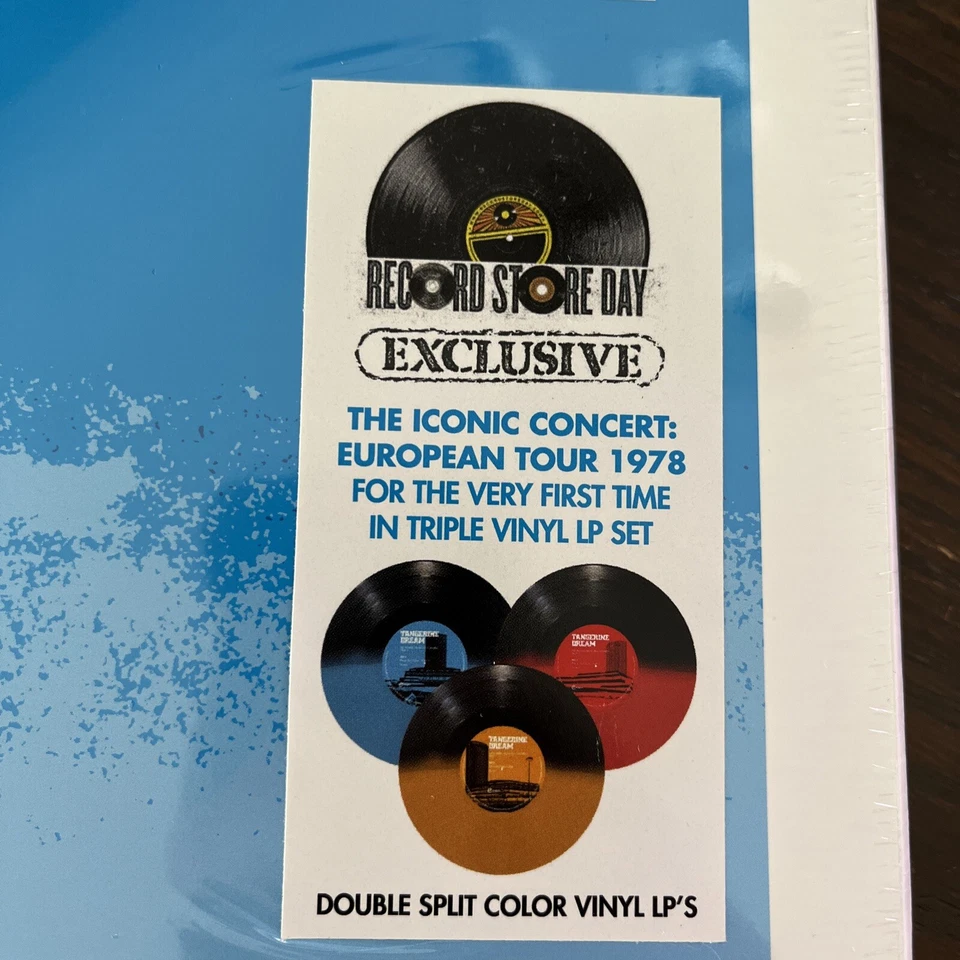 RECORD STORE DAY
EXCLUSIVE
THE ICONIC CONCERT:
EUROPEAN TOUR 1978
FOR THE VERY FIRST TIME
IN TRIPLE VINYL LP SET
TANGERINE
DREAM
TANGERINE
DREAM
TANGERINE
DREAM
DOUBLE SPLIT COLOR VINYL LP'S